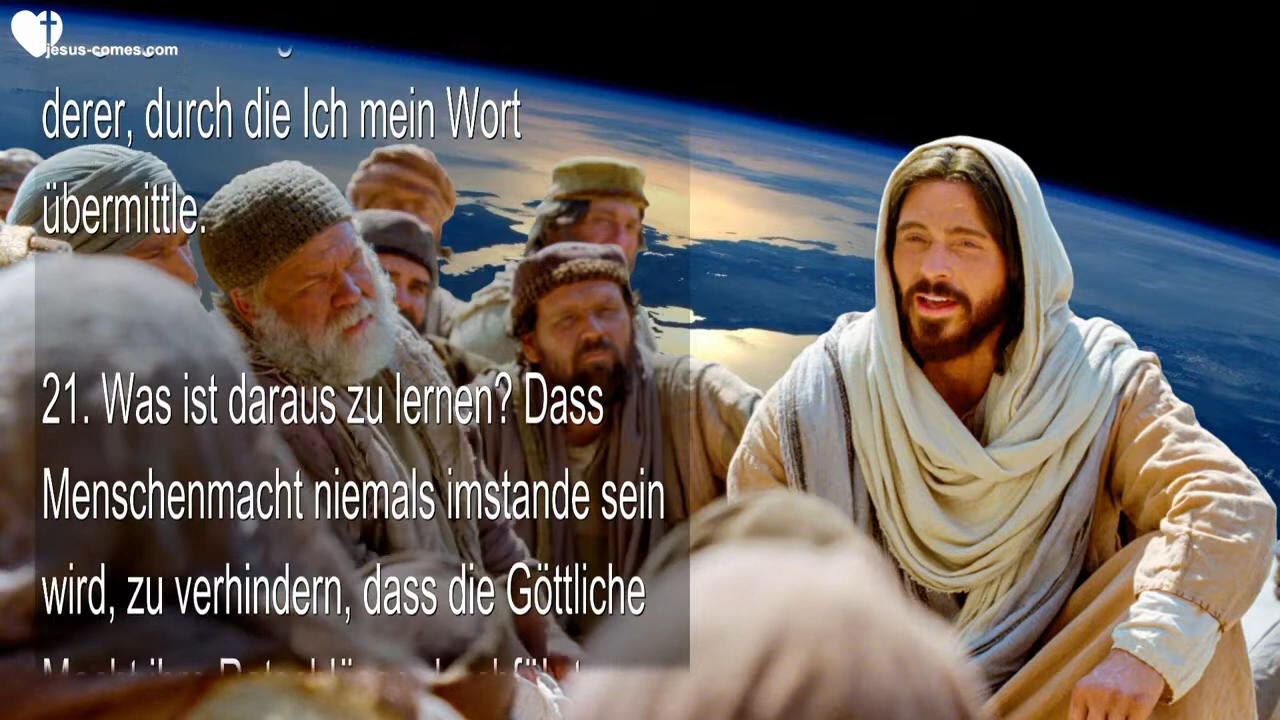 jesus-comes.com
derer, durch die Ich mein Wort
übermittle.
21. Was ist daraus zu lernen? Dass
Menschenmacht niemals imstande sein
wird, zu verhindern, dass die Göttliche